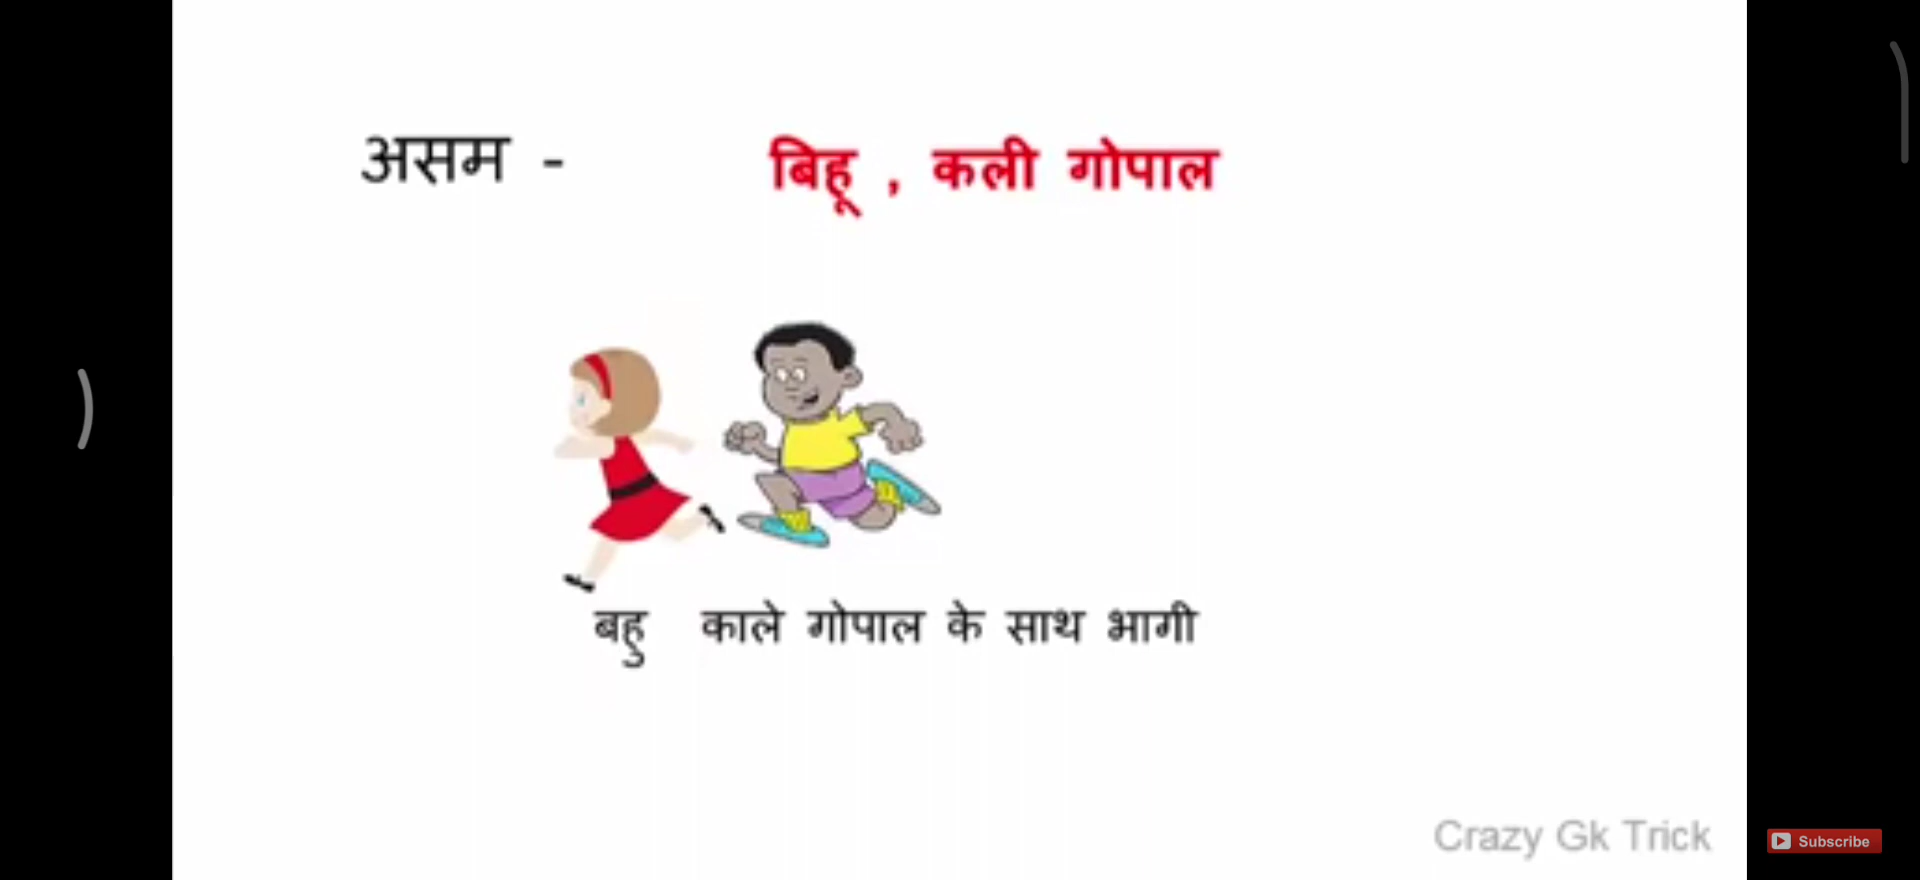 असम - बिहू , कली गोपाल
बहु काले गोपाल के साथ भागी
Crazy Gk Trick
Subscribe